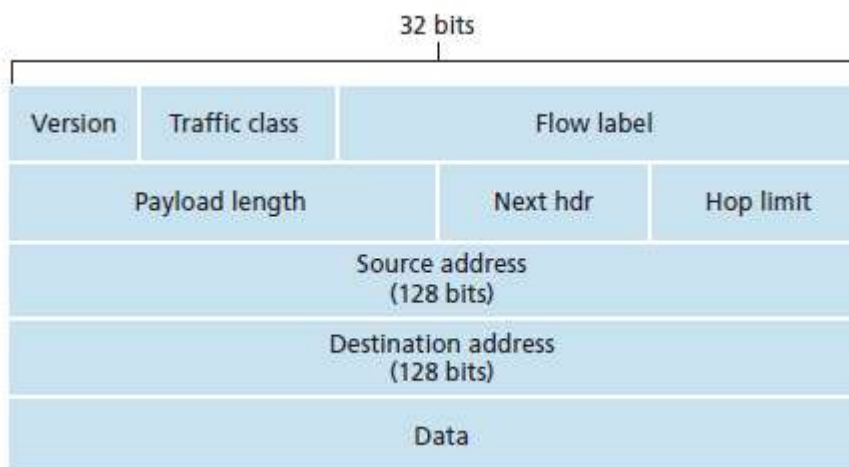 32 bits
Version Traffic class Flow label
Payload length Next hdr Hop limit
Source address
(128 bits)
Destination address
(128 bits)
Data